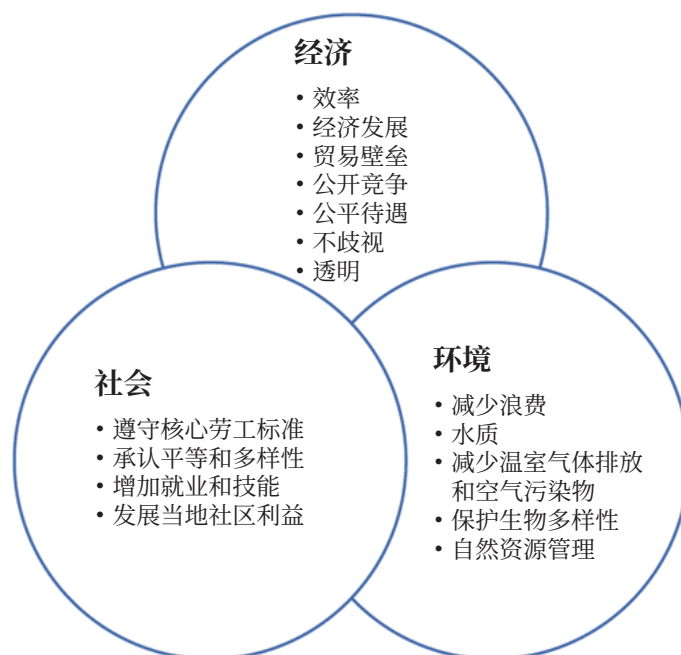 经济
• 效率
• 经济发展
• 贸易壁垒
• 公开竞争
• 公平待遇
• 不歧视
• 透明
社会
• 遵守核心劳工标准
• 承认平等和多样性
• 增加就业和技能
• 发展当地社区利益
环境
• 减少浪费
• 水质
• 减少温室气体排放
和空气污染物
• 保护生物多样性
• 自然资源管理